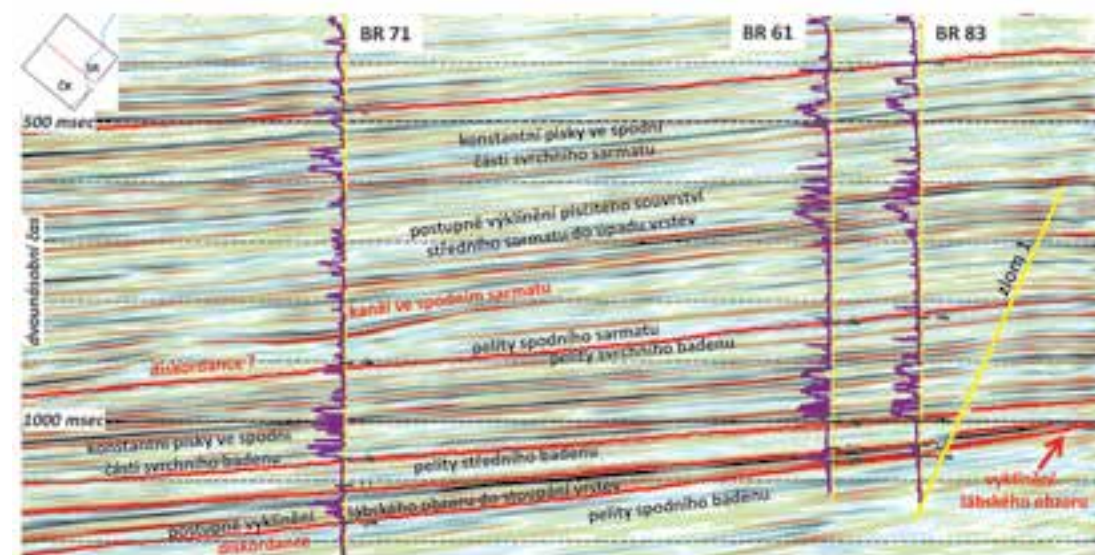 BR 71
BR 61
BR 83
SR
ČR
500 msec
konstantní písky ve spodní
části svrchního sarmatu
postupné vyklínění písčitého souvrství
středního sarmatu do úpadu vrstev
dvounásobní čas
zlom 1
kanál ve spodním sarmatu
pelity spodního sarmatu
pelity svrchního badenu
diskordance ?
1000 msec
konstantní písky ve spodní
části svrchního badenu
pelity středního badenu
postupné vyklínění
lábského obzoru do stoupání vrstev
pelity spodního badenu
diskordance
vyklínění
lábského obzoru